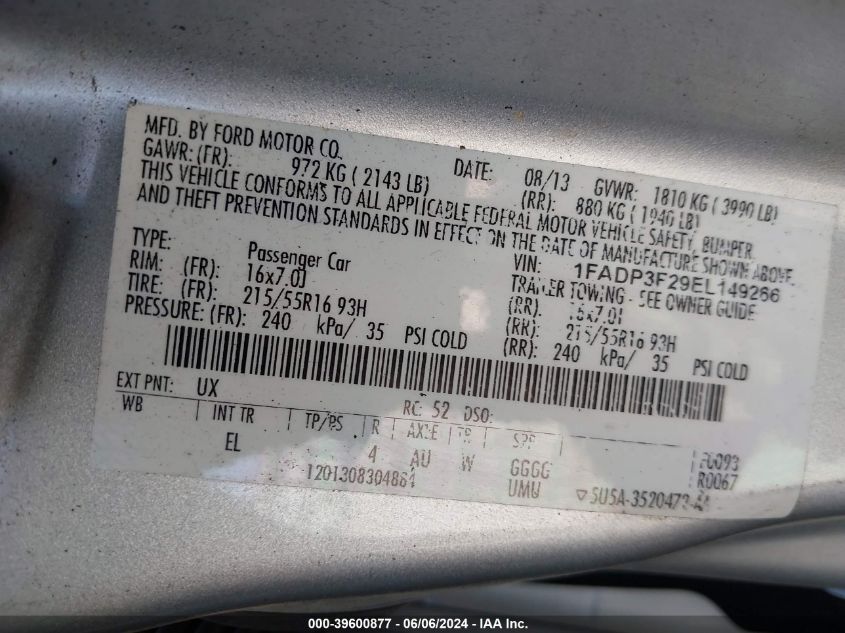 MFD. BY FORD MOTOR CO. DATE: 08/13 GVWR: 1810 KG ( 3990 LB)
GAWR: (FR): 972 KG ( 2143 LB) (RR): 880 KG ( 1940 LB)
THIS VEHICLE CONFORMS TO ALL APPLICABLE FEDERAL MOTOR VEHICLE SAFETY, BUMPER,
AND THEFT PREVENTION STANDARDS IN EFFECT ON THE DATE OF MANUFACTURE SHOWN ABOVE.
VIN: 1FADP3F29EL149266
TYPE: Passenger Car TRAILER TOWING - SEE OWNER GUIDE
RIM: (FR): 16x7.0J (RR): 16x7.0J
TIRE: (FR): 215/55R16 93H (RR): 215/55R16 93H
PRESSURE: (FR): 240 kPa/ 35 PSI COLD (RR): 240 kPa/ 35 PSI COLD
EXT PNT: UX RC: 52 DSO:
WB INT TR TP/PS R AXLE TR SPR
EL 4 AU W GGGG F0093
UMU R0067
1201308304864 5U5A-3520472-AA
000-39600877 - 06/06/2024 - IAA Inc.